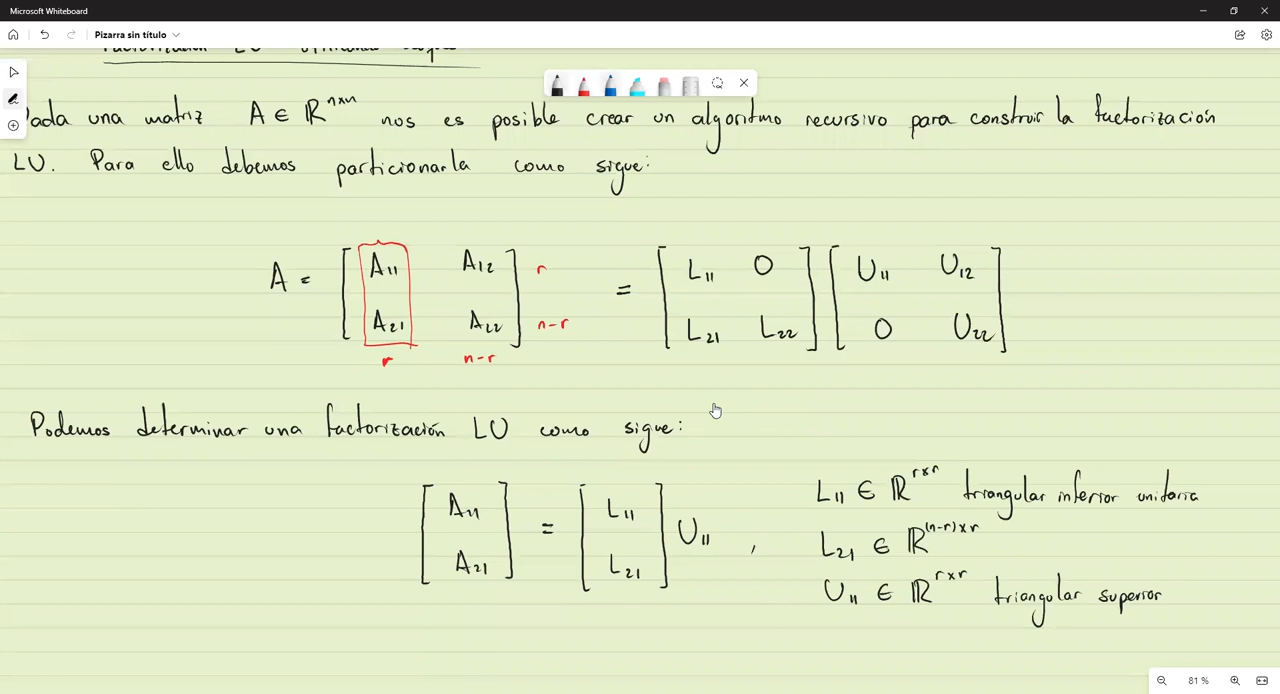 Microsoft Whiteboard
Pizarra sin título
Factorización LU
Dada una matriz A ∈ ℝ^{n×n} nos es posible crear un algoritmo recursivo para construir la factorización
LU. Para ello debemos particionarla como sigue:
A = [ A11 A12 ] r = [ L11 0 ] [ U11 U12 ]
[ A21 A22 ] n-r [ L21 L22 ] [ 0 U22 ]
r n-r
Podemos determinar una factorización LU como sigue:
[ A11 ] = [ L11 ] U11 , L11 ∈ ℝ^{r×r} triangular inferior unitaria
[ A21 ] [ L21 ] L21 ∈ ℝ^{(n-r)×r}
U11 ∈ ℝ^{r×r} triangular superior
81 %